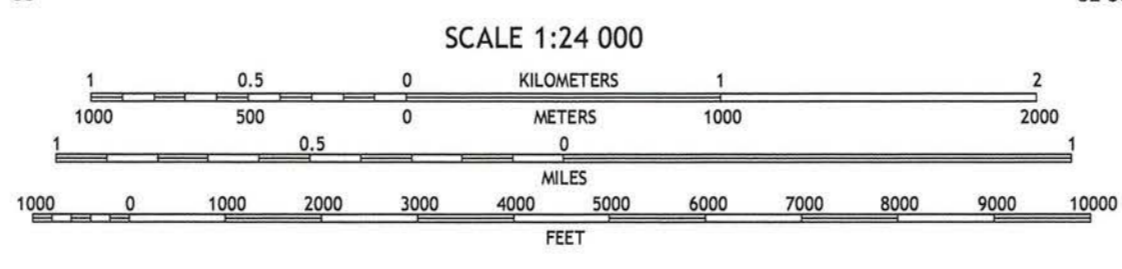 SCALE 1:24 000
1 0.5 0 KILOMETERS 1 2
1000 500 0 METERS 1000 2000
1 0.5 0 1
MILES
1000 0 1000 2000 3000 4000 5000 6000 7000 8000 9000 10000
FEET